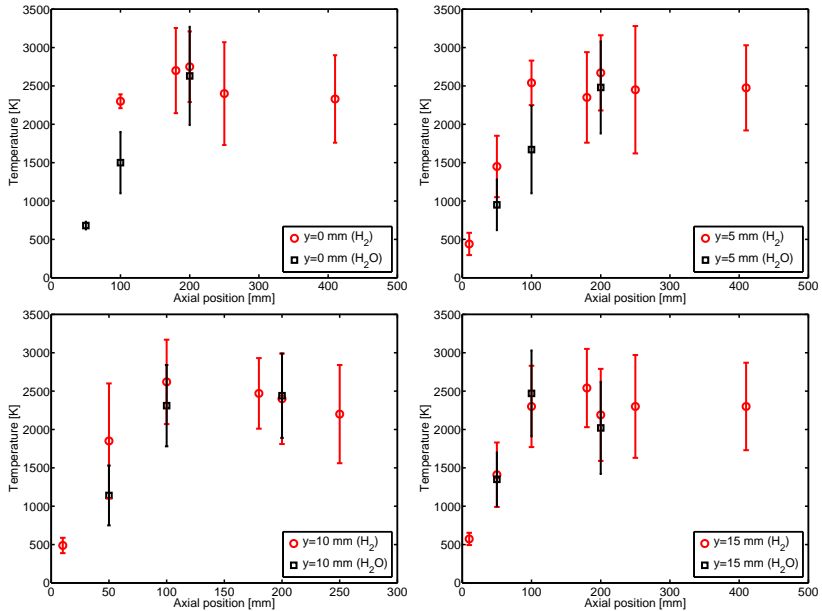 3500
3000
2500
2000
1500
1000
500
0
Temperature [K]
0 100 200 300 400 500
Axial position [mm]
y=0 mm (H₂)
y=0 mm (H₂O)
3500
3000
2500
2000
1500
1000
500
0
Temperature [K]
0 100 200 300 400 500
Axial position [mm]
y=5 mm (H₂)
y=5 mm (H₂O)
3500
3000
2500
2000
1500
1000
500
0
Temperature [K]
0 50 100 150 200 250 300
Axial position [mm]
y=10 mm (H₂)
y=10 mm (H₂O)
3500
3000
2500
2000
1500
1000
500
0
Temperature [K]
0 100 200 300 400 500
Axial position [mm]
y=15 mm (H₂)
y=15 mm (H₂O)